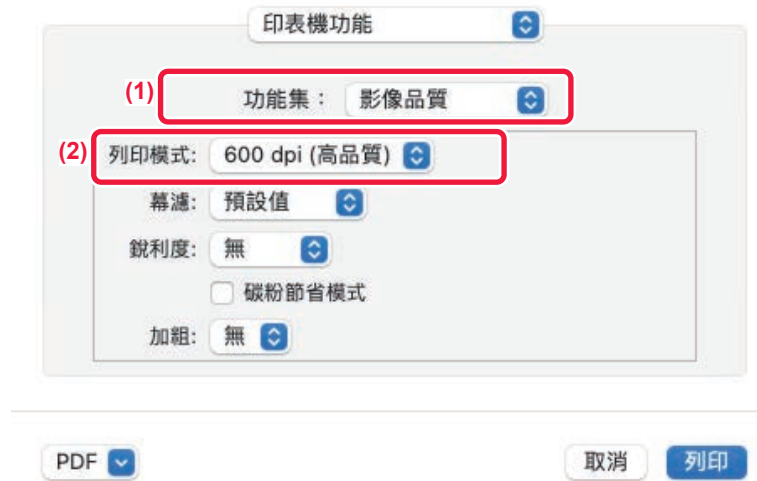 印表機功能
(1) 功能集： 影像品質
(2) 列印模式: 600 dpi (高品質)
幕濾: 預設值
銳利度: 無
碳粉節省模式
加粗: 無
PDF 取消 列印